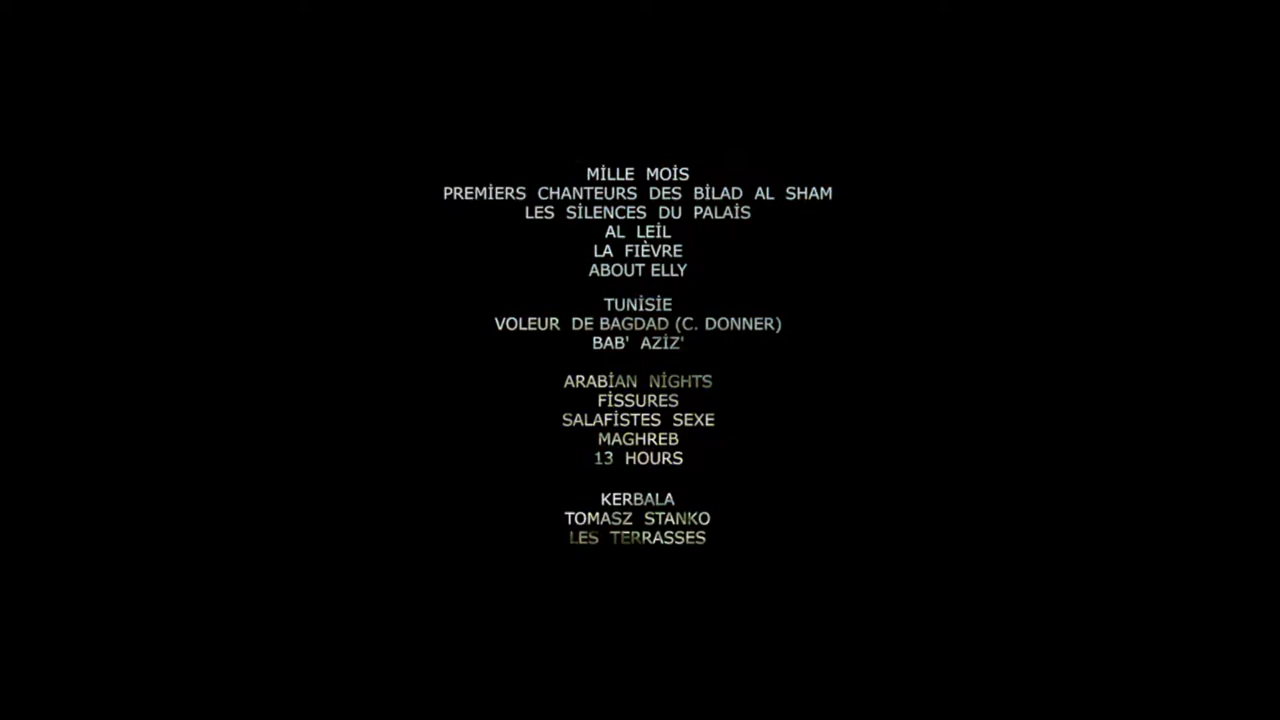 MİLLE MOİS
PREMİERS CHANTEURS DES BİLAD AL SHAM
LES SİLENCES DU PALAİS
AL LEİL
LA FIÈVRE
ABOUT ELLY
TUNİSİE
VOLEUR DE BAGDAD (C. DONNER)
BAB' AZİZ'
ARABİAN NİGHTS
FİSSURES
SALAFİSTES SEXE
MAGHREB
13 HOURS
KERBALA
TOMASZ STANKO
LES TERRASSES